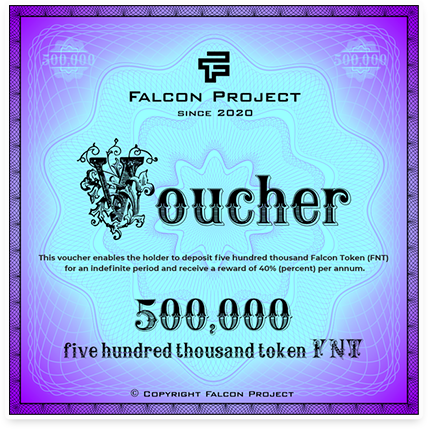 500,000 500,000
FALCON PROJECT
SINCE 2020
Voucher
This voucher enables the holder to deposit five hundred thousand Falcon Token (FNT)
for an indefinite period and receive a reward of 40% (percent) per annum.
500,000
five hundred thousand token FNT
© COPYRIGHT FALCON PROJECT